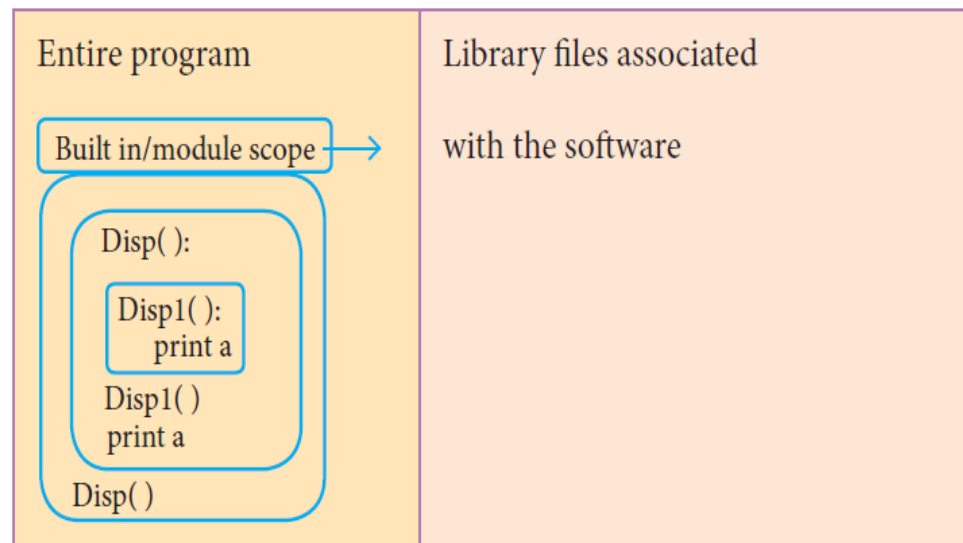 Entire program
Built in/module scope
Disp( ):
Disp1( ):
print a
Disp1( )
print a
Disp( )
Library files associated
with the software